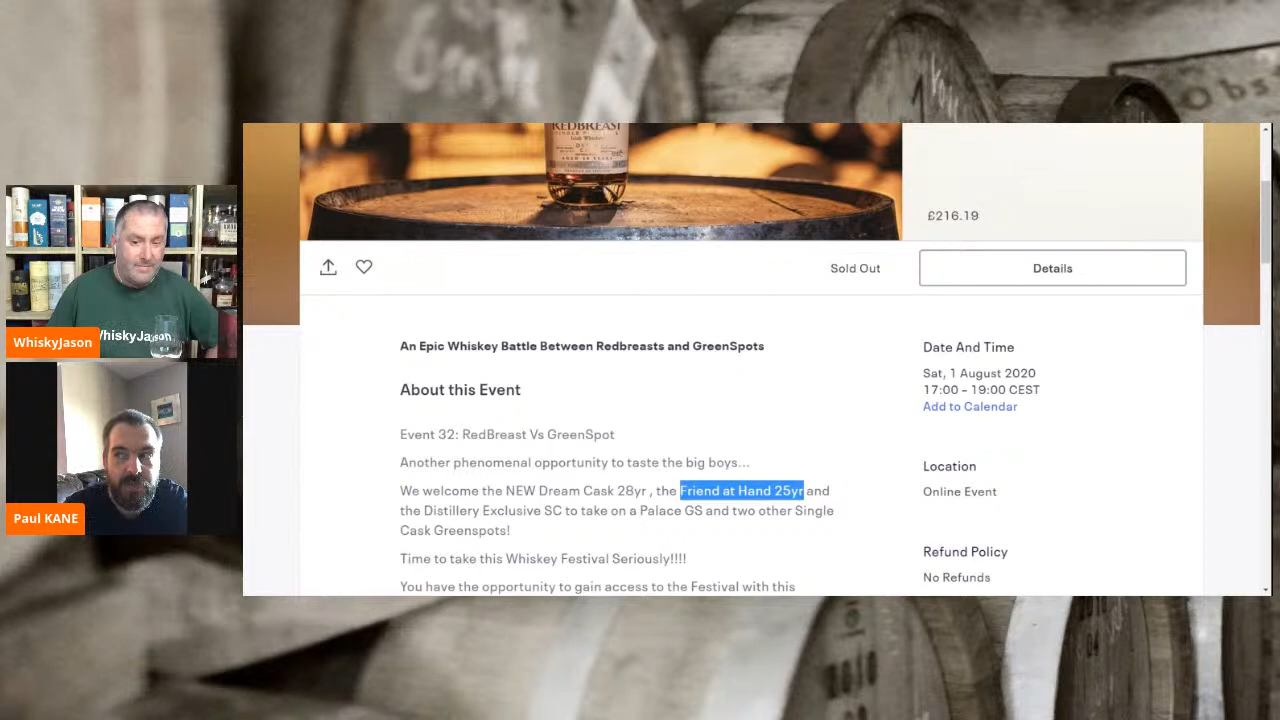 REDBREAST
£216.19
Sold Out
Details
An Epic Whiskey Battle Between Redbreasts and GreenSpots
About this Event
Event 32: RedBreast Vs GreenSpot
Another phenomenal opportunity to taste the big boys...
We welcome the NEW Dream Cask 28yr , the Friend at Hand 25yr and
the Distillery Exclusive SC to take on a Palace GS and two other Single
Cask Greenspots!
Time to take this Whiskey Festival Seriously!!!!
You have the opportunity to gain access to the Festival with this
Date And Time
Sat, 1 August 2020
17:00 – 19:00 CEST
Add to Calendar
Location
Online Event
Refund Policy
No Refunds
WhiskyJason
WhiskyJason
Paul KANE